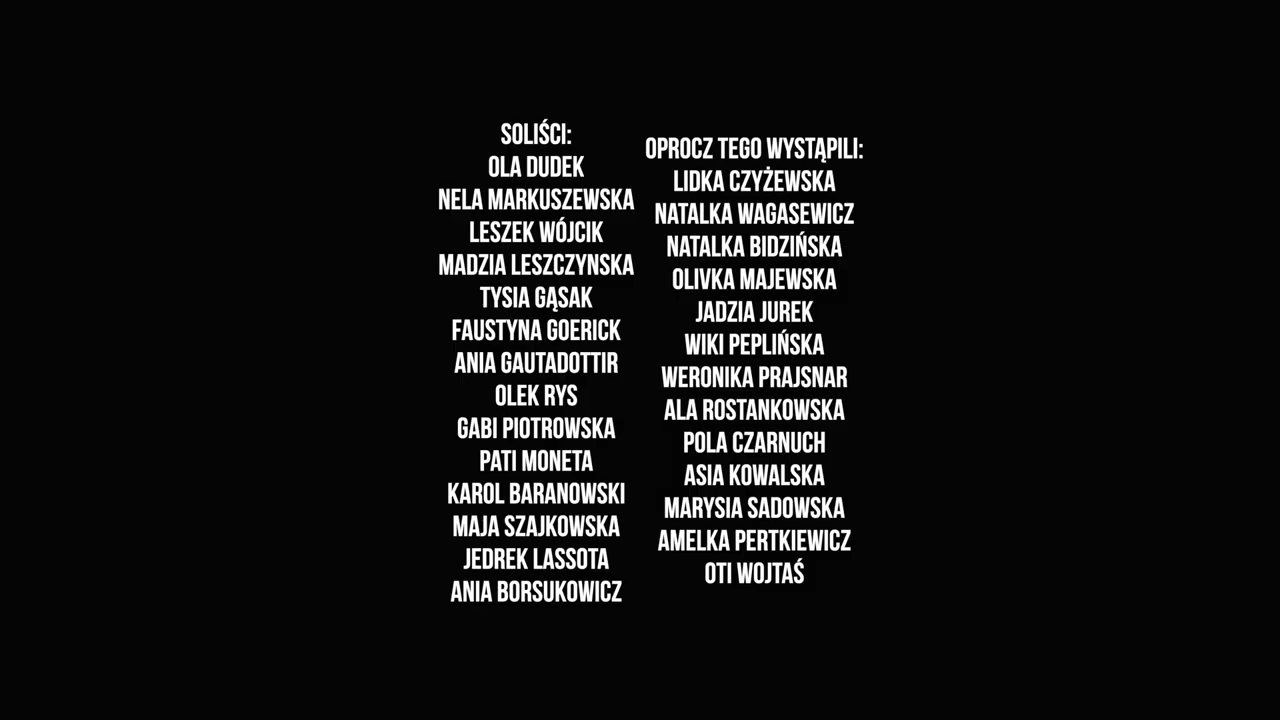 SOLIŚCI:
OLA DUDEK
NELA MARKUSZEWSKA
LESZEK WÓJCIK
MADZIA LESZCZYNSKA
TYSIA GĄSAK
FAUSTYNA GOERICK
ANIA GAUTADOTTIR
OLEK RYS
GABI PIOTROWSKA
PATI MONETA
KAROL BARANOWSKI
MAJA SZAJKOWSKA
JEDREK LASSOTA
ANIA BORSUKOWICZ
OPROCZ TEGO WYSTĄPILI:
LIDKA CZYŻEWSKA
NATALKA WAGASEWICZ
NATALKA BIDZIŃSKA
OLIVKA MAJEWSKA
JADZIA JUREK
WIKI PEPLIŃSKA
WERONIKA PRAJSNAR
ALA ROSTANKOWSKA
POLA CZARNUCH
ASIA KOWALSKA
MARYSIA SADOWSKA
AMELKA PERTKIEWICZ
OTI WOJTAŚ